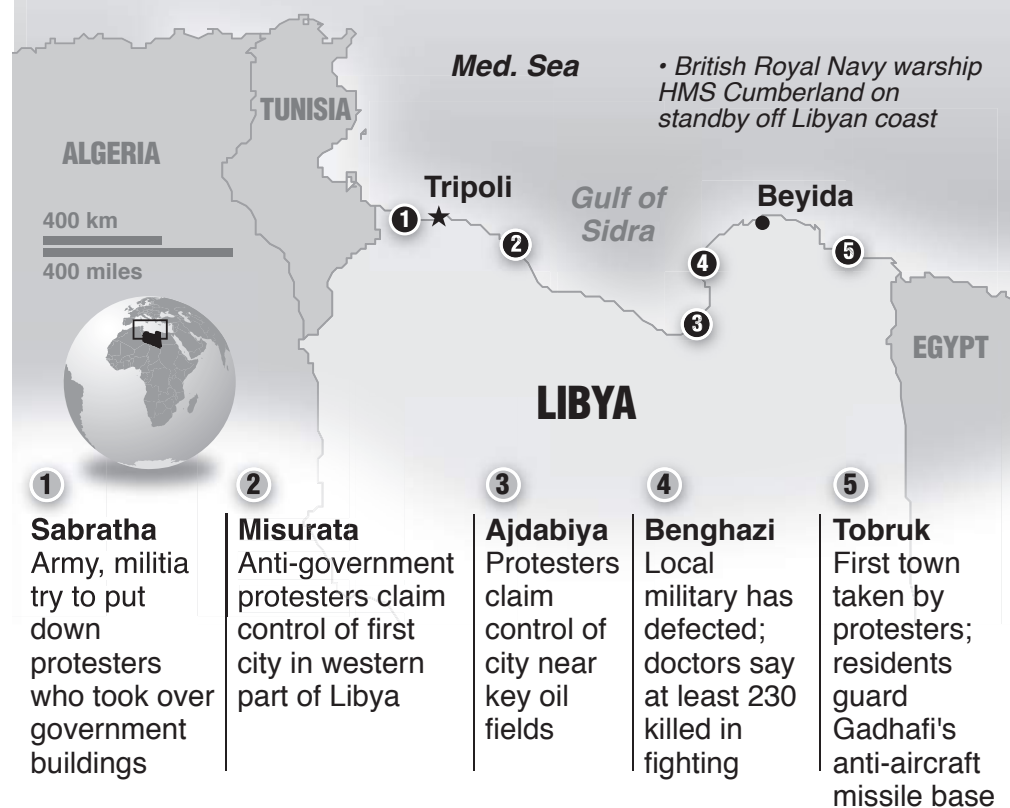 Med. Sea
• British Royal Navy warship
HMS Cumberland on
standby off Libyan coast
TUNISIA
ALGERIA
Tripoli
Gulf of
Sidra
Beyida
400 km
400 miles
1
2
3
4
5
EGYPT
LIBYA
1
Sabratha
Army, militia
try to put
down
protesters
who took over
government
buildings
2
Misurata
Anti-government
protesters claim
control of first
city in western
part of Libya
3
Ajdabiya
Protesters
claim
control of
city near
key oil
fields
4
Benghazi
Local
military has
defected;
doctors say
at least 230
killed in
fighting
5
Tobruk
First town
taken by
protesters;
residents
guard
Gadhafi's
anti-aircraft
missile base